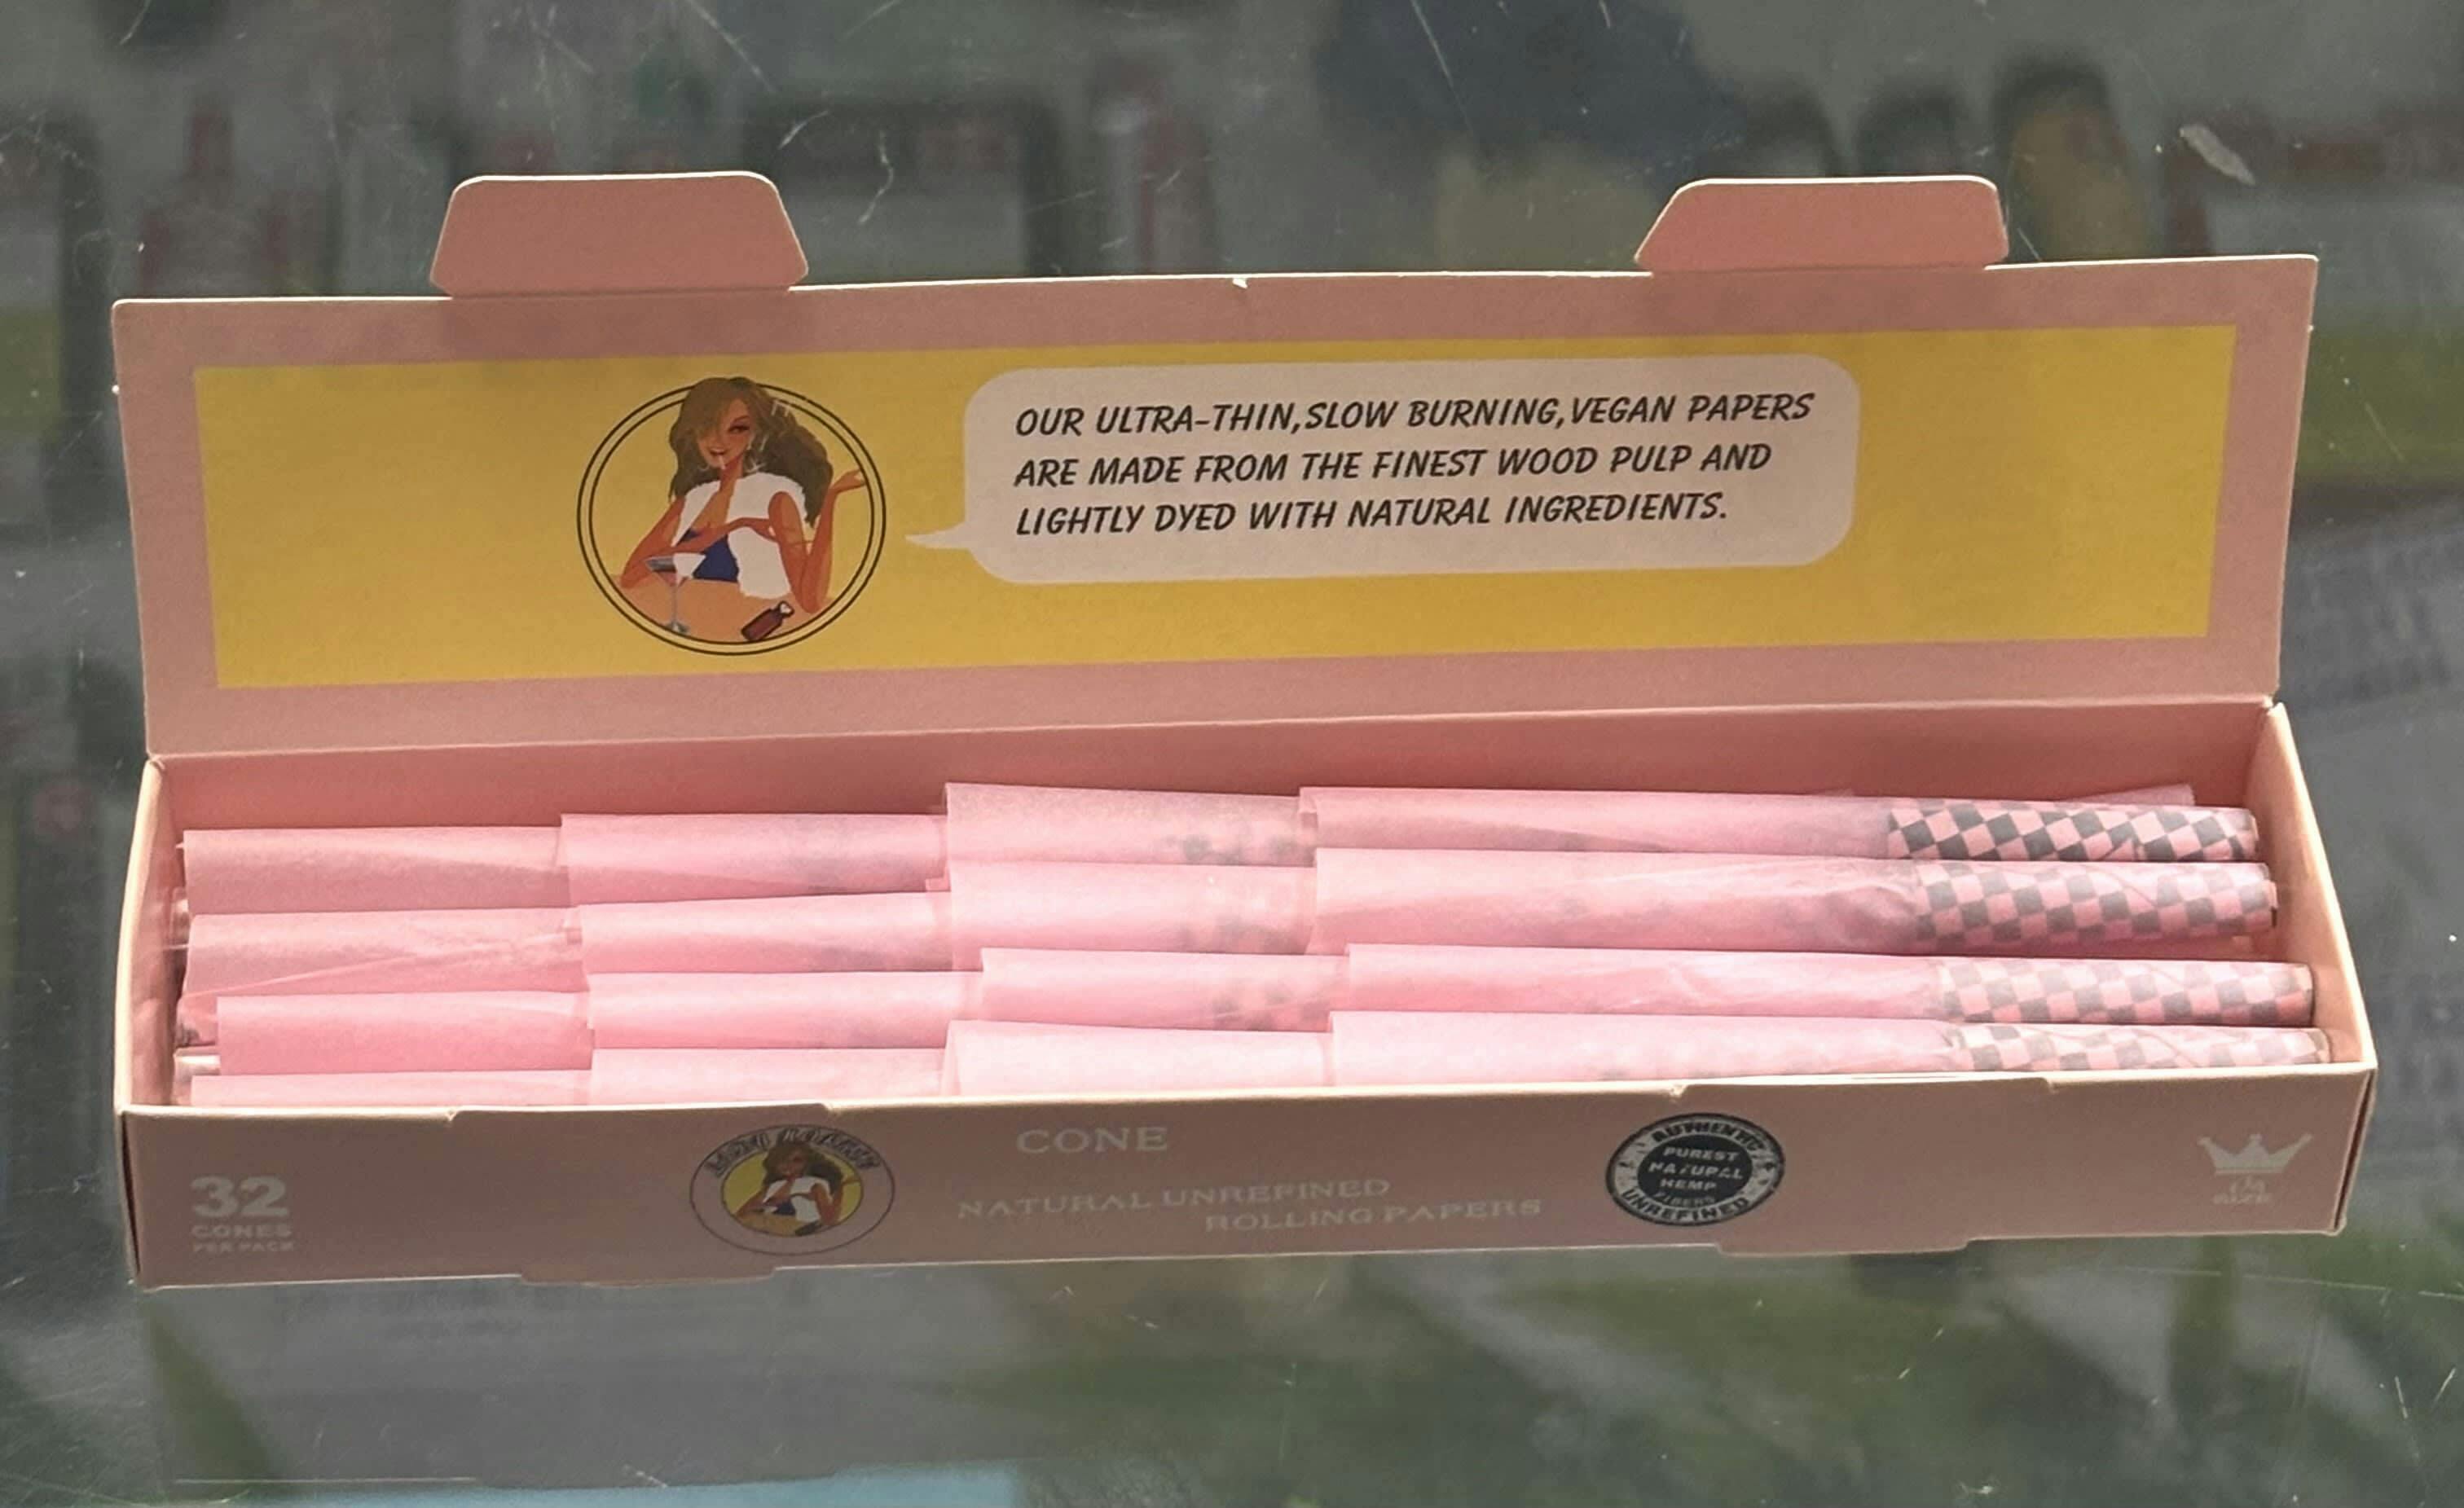 OUR ULTRA-THIN,SLOW BURNING,VEGAN PAPERS
ARE MADE FROM THE FINEST WOOD PULP AND
LIGHTLY DYED WITH NATURAL INGREDIENTS.
32
CONES
PER PACK
CONE
NATURAL UNREFINED
ROLLING PAPERS
AUTHENTIC
PUREST
NATURAL
HEMP
FIBERS
UNREFINED
SIZE